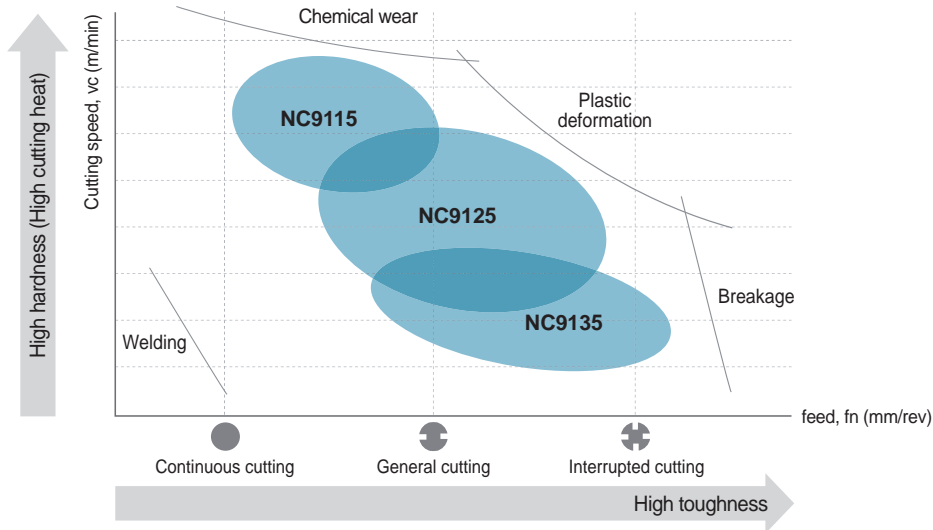 Chemical wear
High hardness (High cutting heat)
Cutting speed, vc (m/min)
NC9115
Plastic
deformation
NC9125
Breakage
NC9135
Welding
feed, fn (mm/rev)
Continuous cutting
General cutting
Interrupted cutting
High toughness